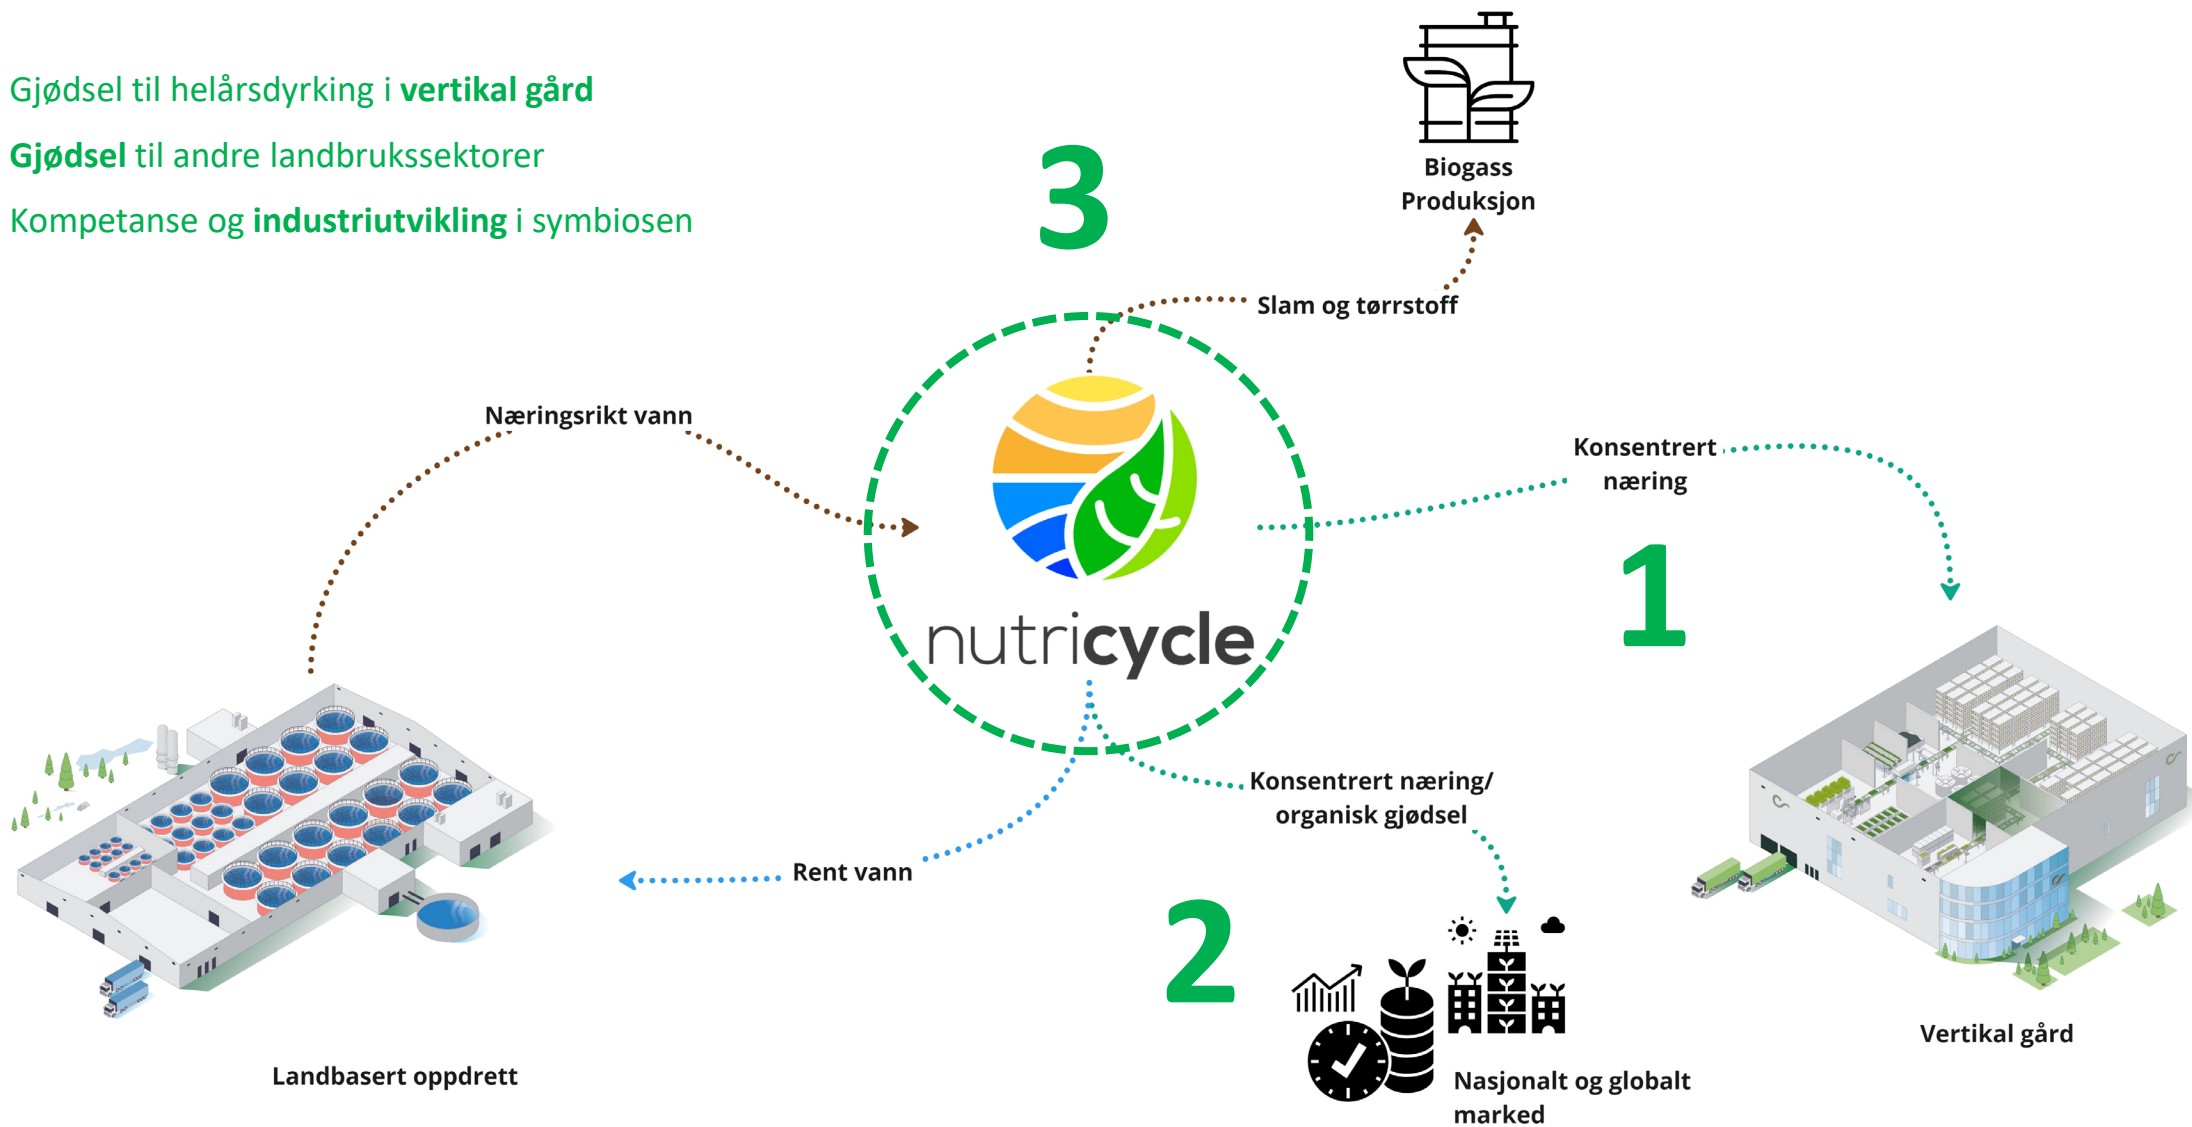 Gjødsel til helårsdyrking i vertikal gård
Gjødsel til andre landbrukssektorer
Kompetanse og industriutvikling i symbiosen
3
Biogass
Produksjon
Slam og tørrstoff
Næringsrikt vann
Konsentrert
næring
1
nutricycle
Konsentrert næring/
organisk gjødsel
Rent vann
2
Landbasert oppdrett
Nasjonalt og globalt
marked
Vertikal gård